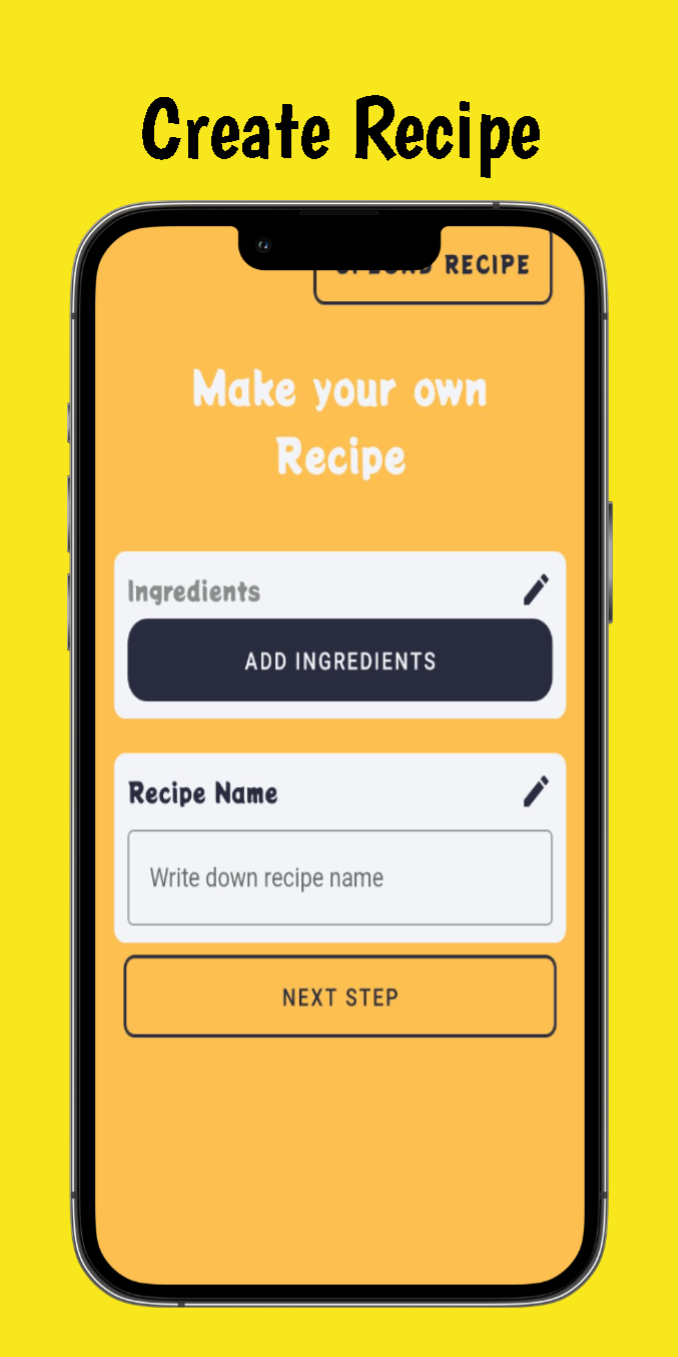 Create Recipe
RECIPE
Make your own
Recipe
Ingredients
ADD INGREDIENTS
Recipe Name
Write down recipe name
NEXT STEP